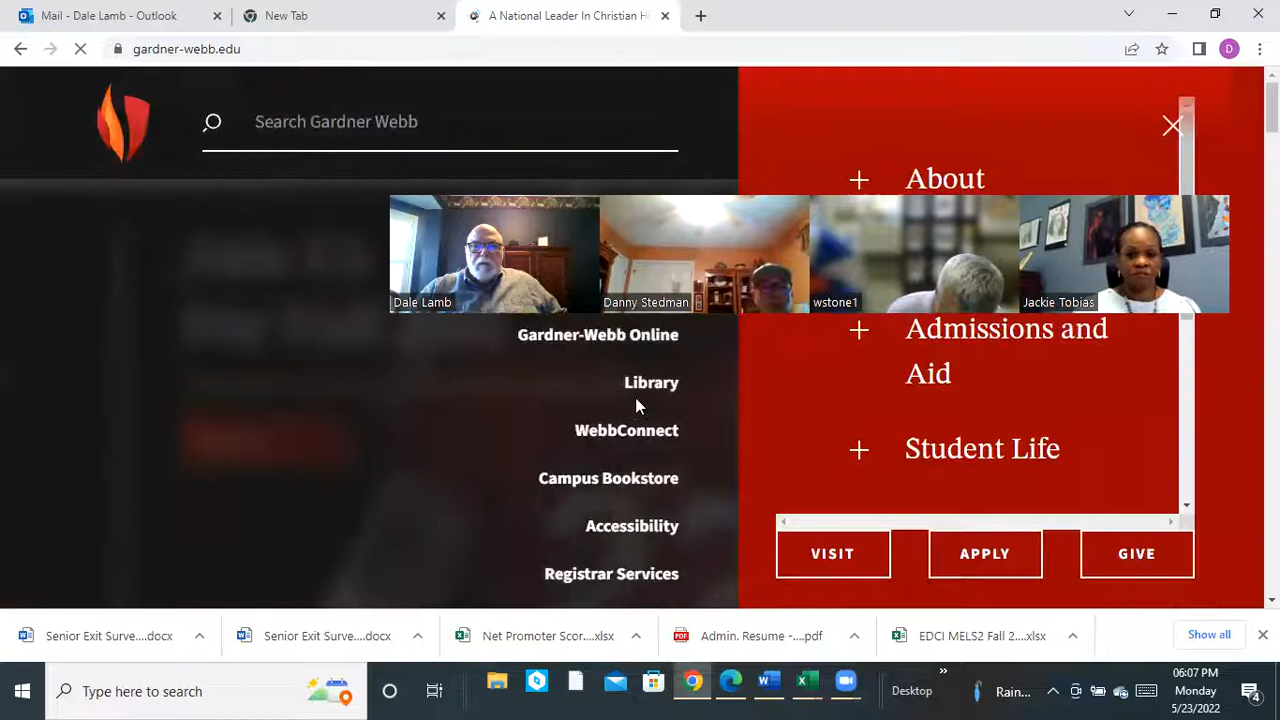 Mail - Dale Lamb - Outlook
New Tab
A National Leader In Christian Hi
gardner-webb.edu
D
Search Gardner Webb
About
Dale Lamb
Danny Stedman
wstone1
Jackie Tobias
Gardner-Webb Online
Library
WebbConnect
Campus Bookstore
Accessibility
Registrar Services
Admissions and
Aid
Student Life
VISIT
APPLY
GIVE
Senior Exit Surve....docx
Senior Exit Surve....docx
Net Promoter Scor....xlsx
PDF
Admin. Resume -....pdf
EDCI MELS2 Fall 2....xlsx
Show all
Type here to search
Desktop
Rain...
06:07 PM
Monday
5/23/2022
4